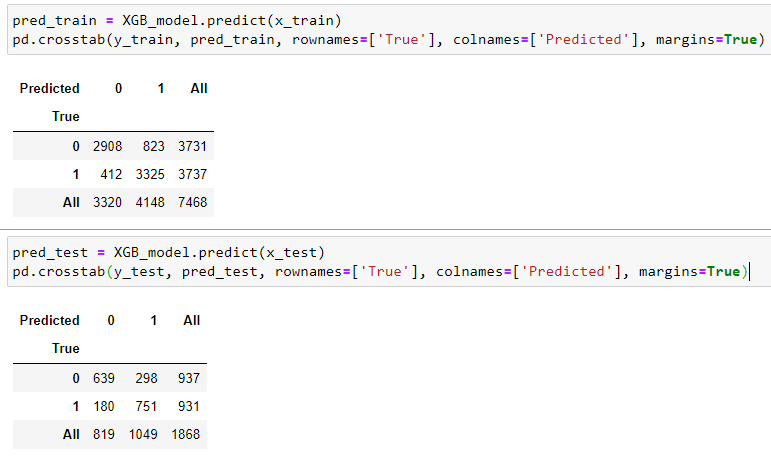 pred_train = XGB_model.predict(x_train)
pd.crosstab(y_train, pred_train, rownames=['True'], colnames=['Predicted'], margins=True)
Predicted 0 1 All
True
0 2908 823 3731
1 412 3325 3737
All 3320 4148 7468
pred_test = XGB_model.predict(x_test)
pd.crosstab(y_test, pred_test, rownames=['True'], colnames=['Predicted'], margins=True)
Predicted 0 1 All
True
0 639 298 937
1 180 751 931
All 819 1049 1868